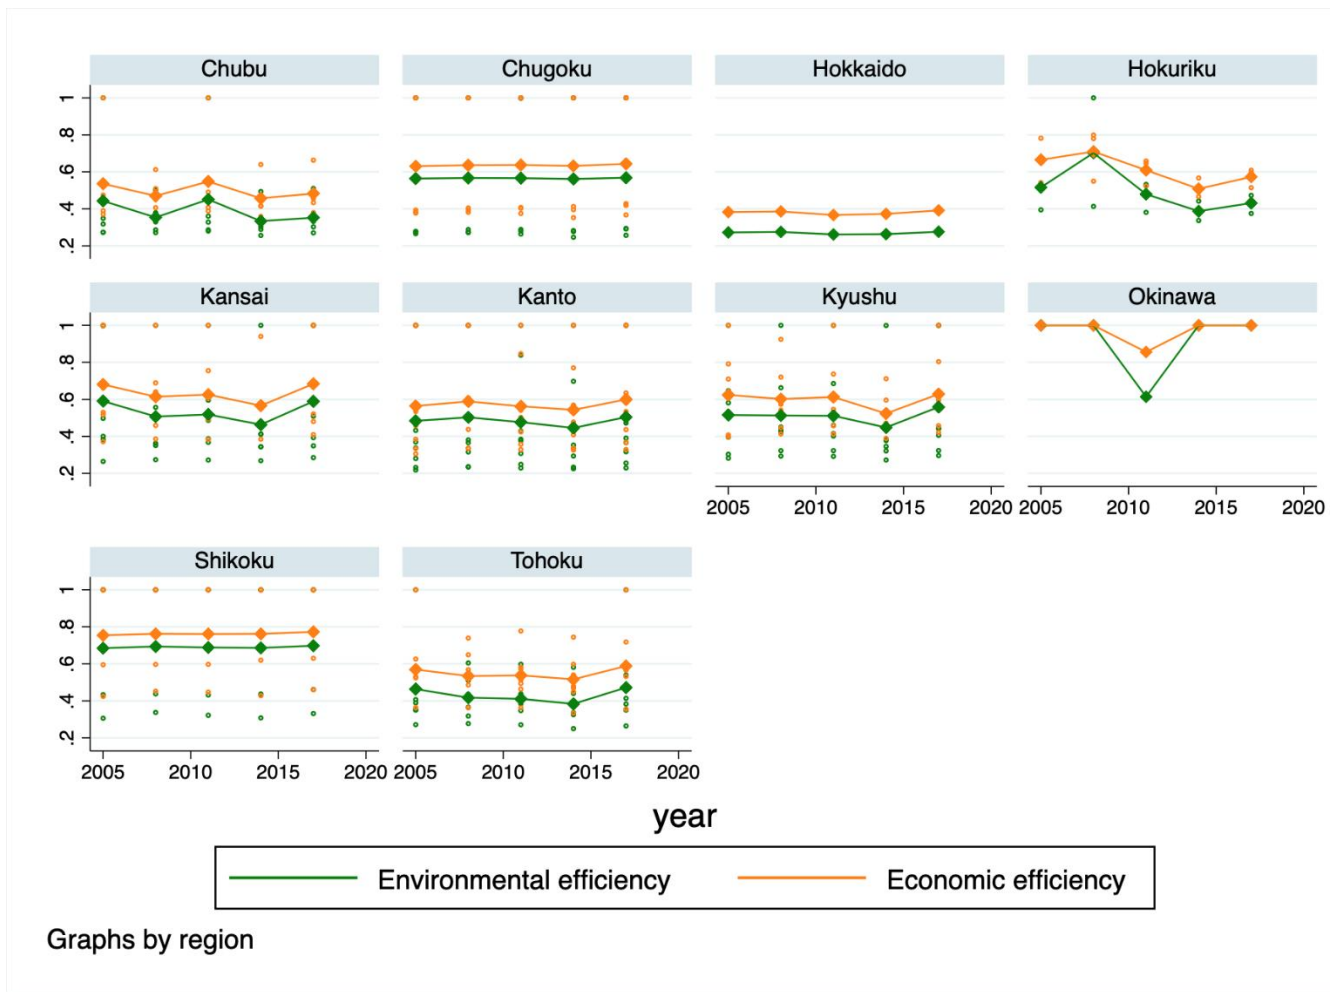 Chubu Chugoku Hokkaido Hokuriku
1
.8
.6
.4
.2
Kansai Kanto Kyushu Okinawa
1
.8
.6
.4
.2
2005 2010 2015 2020 2005 2010 2015 2020
Shikoku Tohoku
1
.8
.6
.4
.2
2005 2010 2015 2020 2005 2010 2015 2020
year
Environmental efficiency Economic efficiency
Graphs by region